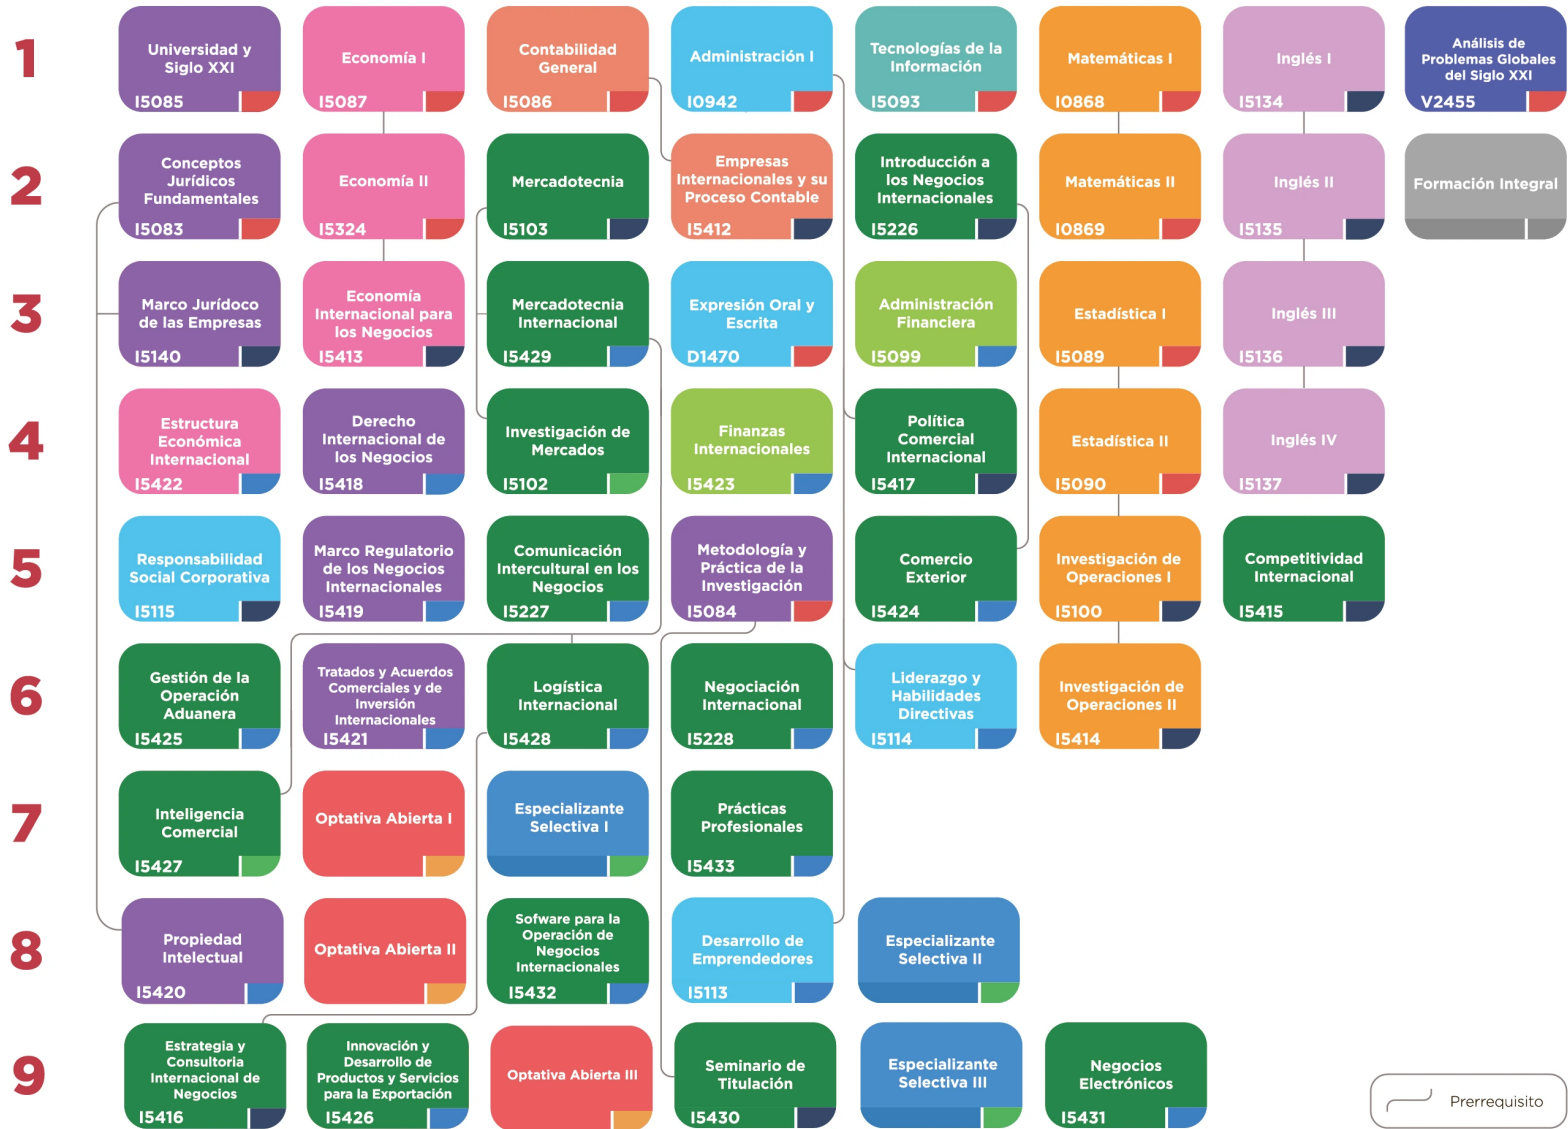 1
Universidad y
Siglo XXI
I5085
Economía I
I5087
Contabilidad
General
I5086
Administración I
I0942
Tecnologías de la
Información
I5093
Matemáticas I
I0868
Inglés I
I5134
Análisis de
Problemas Globales
del Siglo XXI
V2455
2
Conceptos
Jurídicos
Fundamentales
I5083
Economía II
I5324
Mercadotecnia
I5103
Empresas
Internacionales y su
Proceso Contable
I5412
Introducción a
los Negocios
Internacionales
I5226
Matemáticas II
I0869
Inglés II
I5135
Formación Integral
3
Marco Jurídoco
de las Empresas
I5140
Economía
Internacional para
los Negocios
I5413
Mercadotecnia
Internacional
I5429
Expresión Oral y
Escrita
D1470
Administración
Financiera
I5099
Estadística I
I5089
Inglés III
I5136
4
Estructura
Económica
Internacional
I5422
Derecho
Internacional de
los Negocios
I5418
Investigación de
Mercados
I5102
Finanzas
Internacionales
I5423
Política
Comercial
Internacional
I5417
Estadística II
I5090
Inglés IV
I5137
5
Responsabilidad
Social Corporativa
I5115
Marco Regulatorio
de los Negocios
Internacionales
I5419
Comunicación
Intercultural en los
Negocios
I5227
Metodología y
Práctica de la
Investigación
I5084
Comercio
Exterior
I5424
Investigación de
Operaciones I
I5100
Competitividad
Internacional
I5415
6
Gestión de la
Operación
Aduanera
I5425
Tratados y Acuerdos
Comerciales y de
Inversión
Internacionales
I5421
Logística
Internacional
I5428
Negociación
Internacional
I5228
Liderazgo y
Habilidades
Directivas
I5114
Investigación de
Operaciones II
I5414
7
Inteligencia
Comercial
I5427
Optativa Abierta I
Especializante
Selectiva I
Prácticas
Profesionales
I5433
8
Propiedad
Intelectual
I5420
Optativa Abierta II
Sofware para la
Operación de
Negocios
Internacionales
I5432
Desarrollo de
Emprendedores
I5113
Especializante
Selectiva II
9
Estrategia y
Consultoria
Internacional de
Negocios
I5416
Innovación y
Desarrollo de
Productos y Servicios
para la Exportación
I5426
Optativa Abierta III
Seminario de
Titulación
I5430
Especializante
Selectiva III
Negocios
Electrónicos
I5431
Prerrequisito